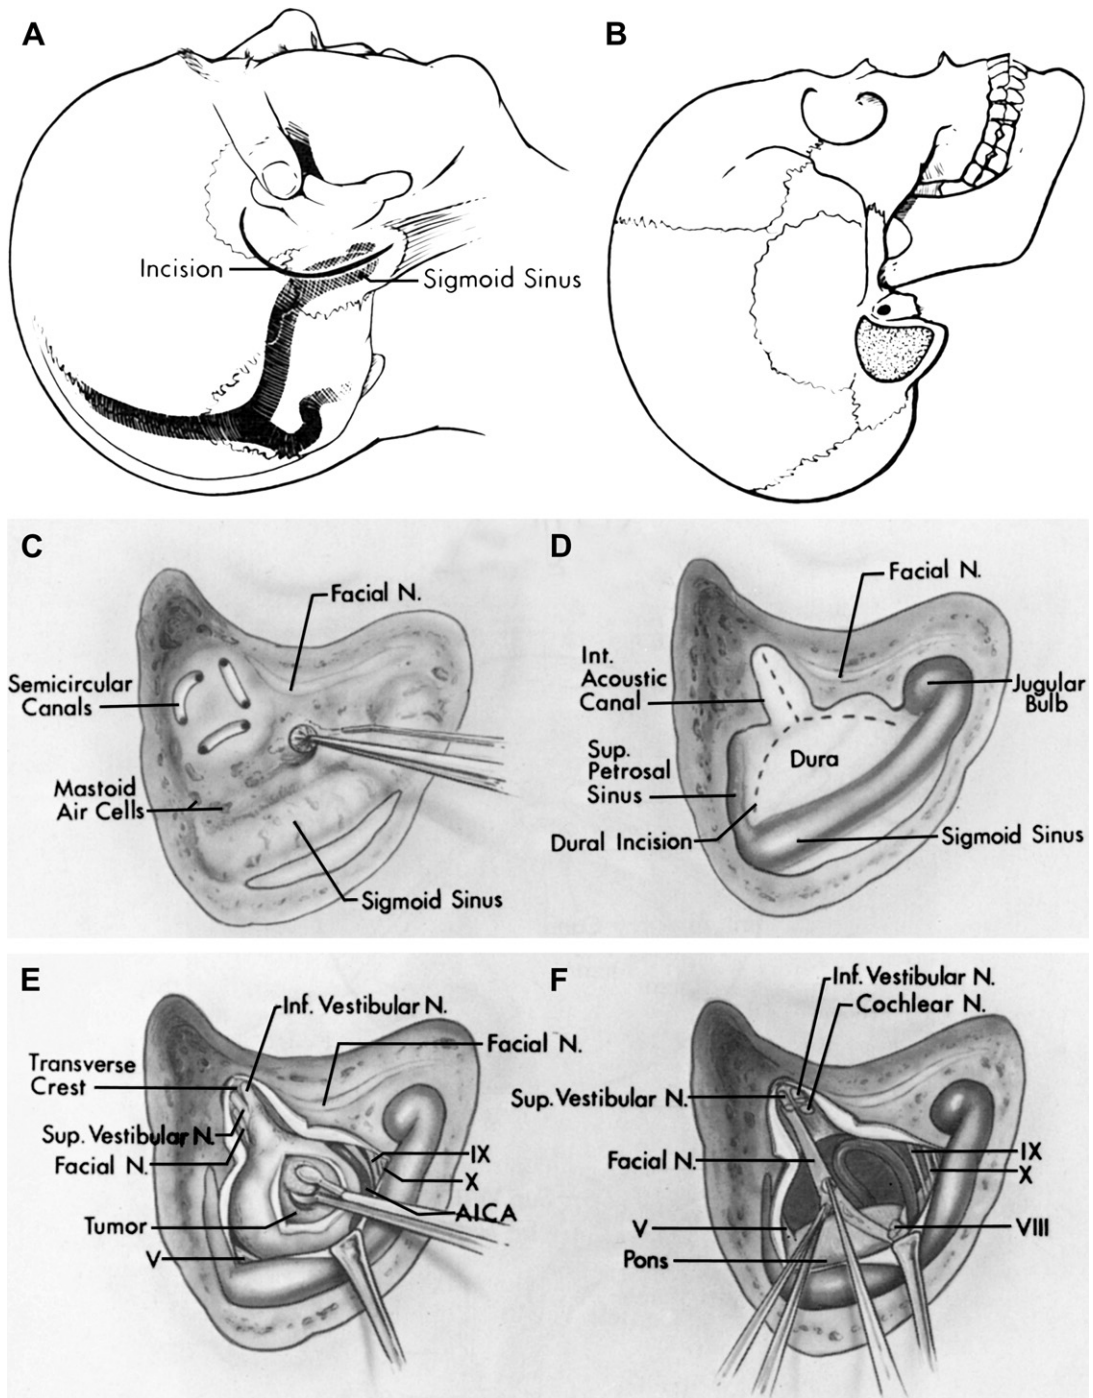 A
B
Incision
Sigmoid Sinus
C
Facial N.
Semicircular
Canals
Mastoid
Air Cells
Sigmoid Sinus
D
Facial N.
Int.
Acoustic
Canal
Jugular
Bulb
Sup.
Petrosal
Sinus
Dura
Dural Incision
Sigmoid Sinus
E
Inf. Vestibular N.
Facial N.
Transverse
Crest
Sup. Vestibular N.
Facial N.
IX
X
A.I.C.A
Tumor
V
F
Inf. Vestibular N.
Cochlear N.
Sup. Vestibular N.
Facial N.
IX
X
V
VIII
Pons